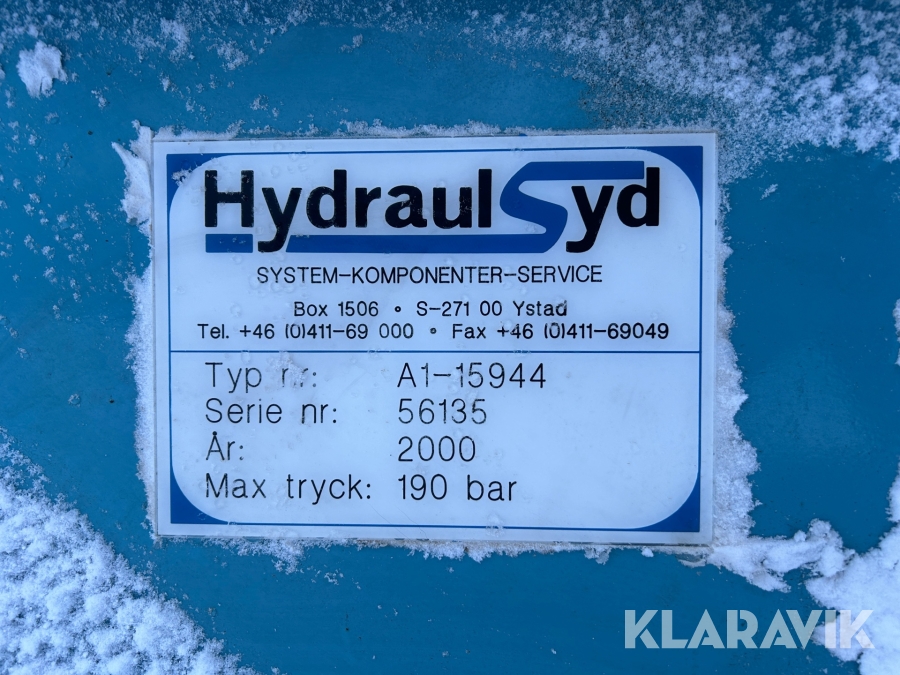 HydraulSyd
SYSTEM-KOMPONENTER-SERVICE
Box 1506 • S-271 00 Ystad
Tel. +46 (0)411-69 000 • Fax +46 (0)411-69049
Typ nr: A1-15944
Serie nr: 56135
År: 2000
Max tryck: 190 bar
KLARAVIK